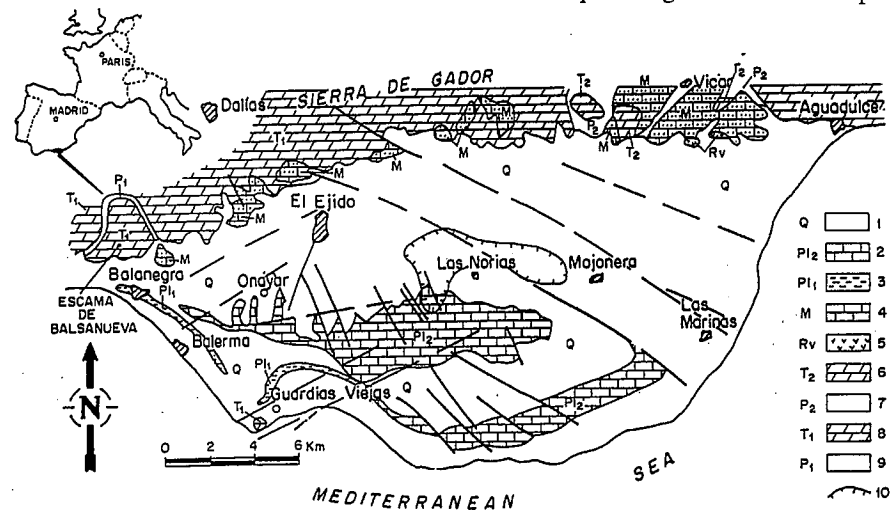 PARIS
MADRID
Dalías
SIERRA DE GADOR
T2
M
Vicar
T2
P2
Aguadulce
T1
M
M
M
P2
M
T2
Rv
M
Q
Q
P1
T1
T1
M
El Ejido
Balanegra
Q
Onayar
Las Norias
Mojonera
ESCAMA
DE
BALSANUEVA
Pl1
Balerma
Las
Marinas
Pl2
Q
Q
Pl1
Guardias Viejas
Q
T1
Pl2
N
0 2 4 6 Km
MEDITERRANEAN SEA
Q 1
Pl2 2
Pl1 3
M 4
Rv 5
T2 6
P2 7
T1 8
P1 9
10